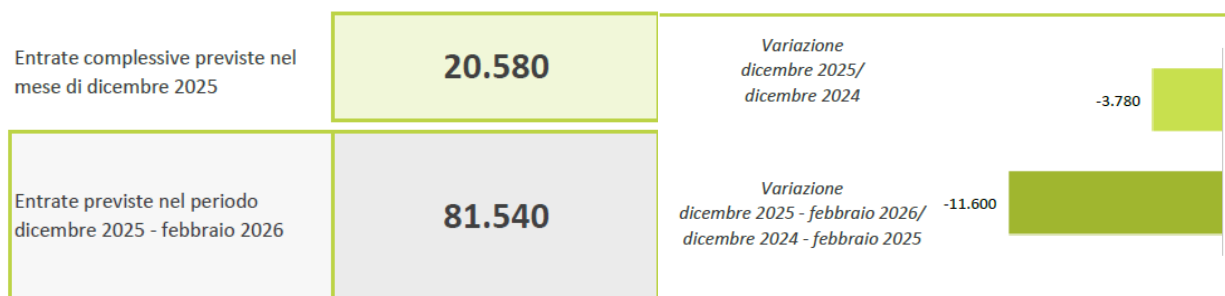 Entrate complessive previste nel
mese di dicembre 2025
20.580
Variazione
dicembre 2025/
dicembre 2024
-3.780
Entrate previste nel periodo
dicembre 2025 - febbraio 2026
81.540
Variazione
dicembre 2025 - febbraio 2026/
dicembre 2024 - febbraio 2025
-11.600